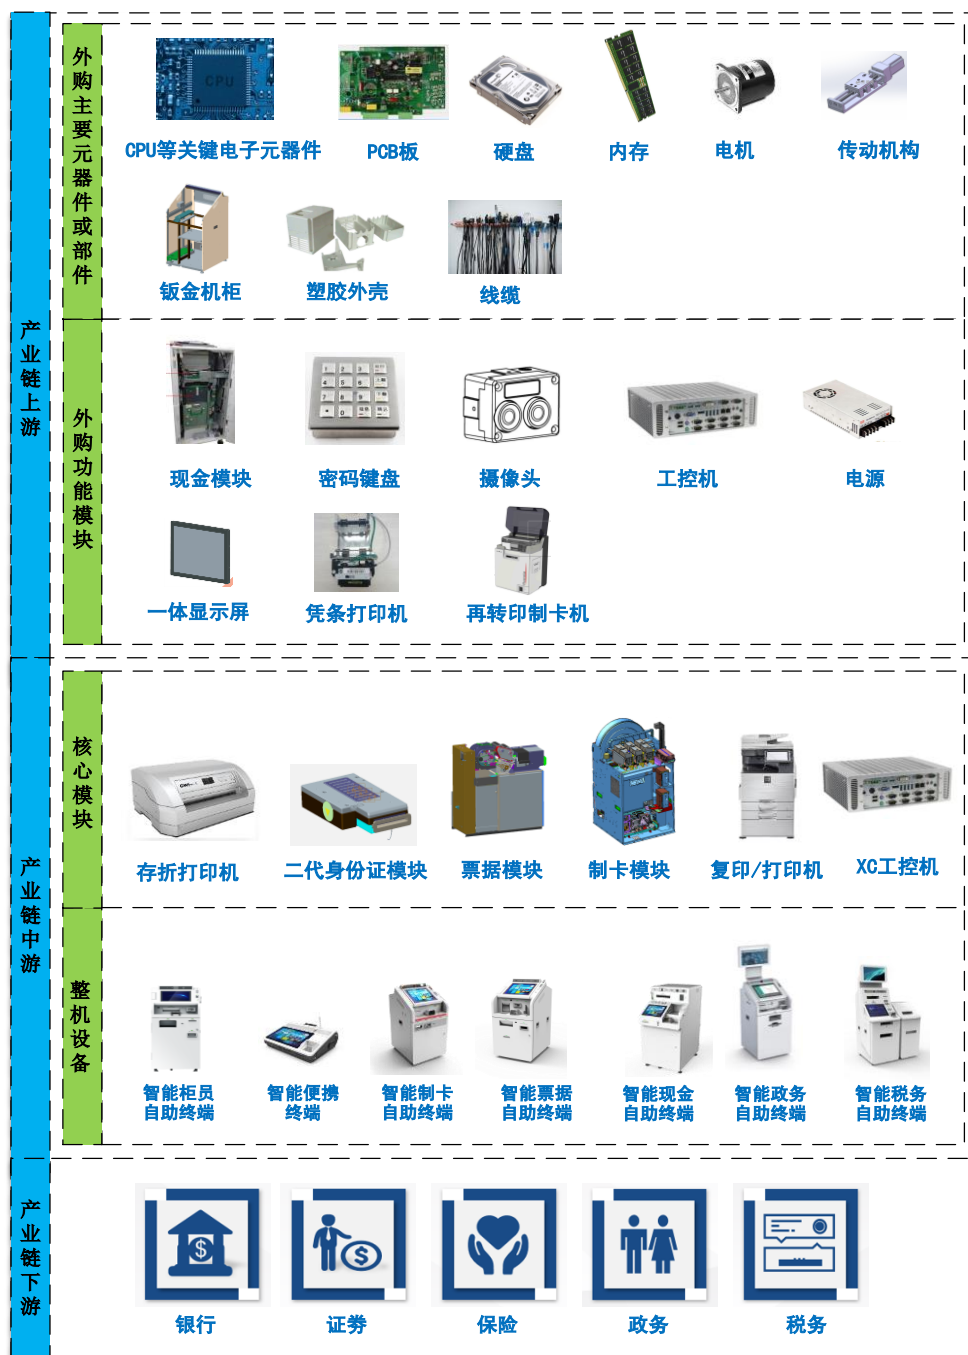 产业链上游
外购主要元器件或部件
CPU
CPU等关键电子元器件
PCB板
硬盘
内存
电机
传动机构
钣金机柜
塑胶外壳
线缆
外购功能模块
现金模块
密码键盘
摄像头
工控机
电源
一体显示屏
凭条打印机
再转印制卡机
产业链中游
核心模块
存折打印机
二代身份证模块
票据模块
制卡模块
复印/打印机
XC工控机
整机设备
智能柜员
自助终端
智能便携
终端
智能制卡
自助终端
智能票据
自助终端
智能现金
自助终端
智能政务
自助终端
智能税务
自助终端
产业链下游
银行
证劵
保险
政务
税务